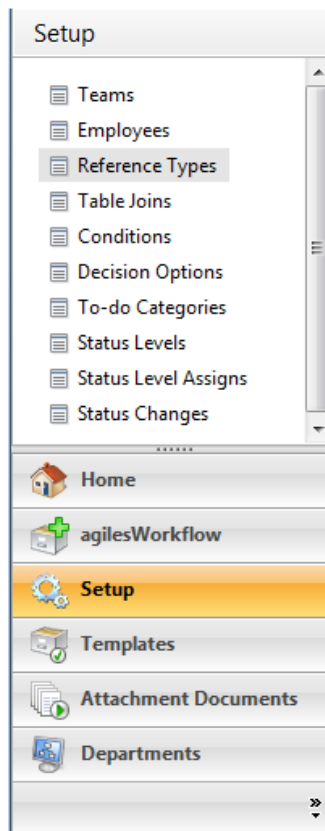 Setup
Teams
Employees
Reference Types
Table Joins
Conditions
Decision Options
To-do Categories
Status Levels
Status Level Assigns
Status Changes
Home
agilesWorkflow
Setup
Templates
Attachment Documents
Departments